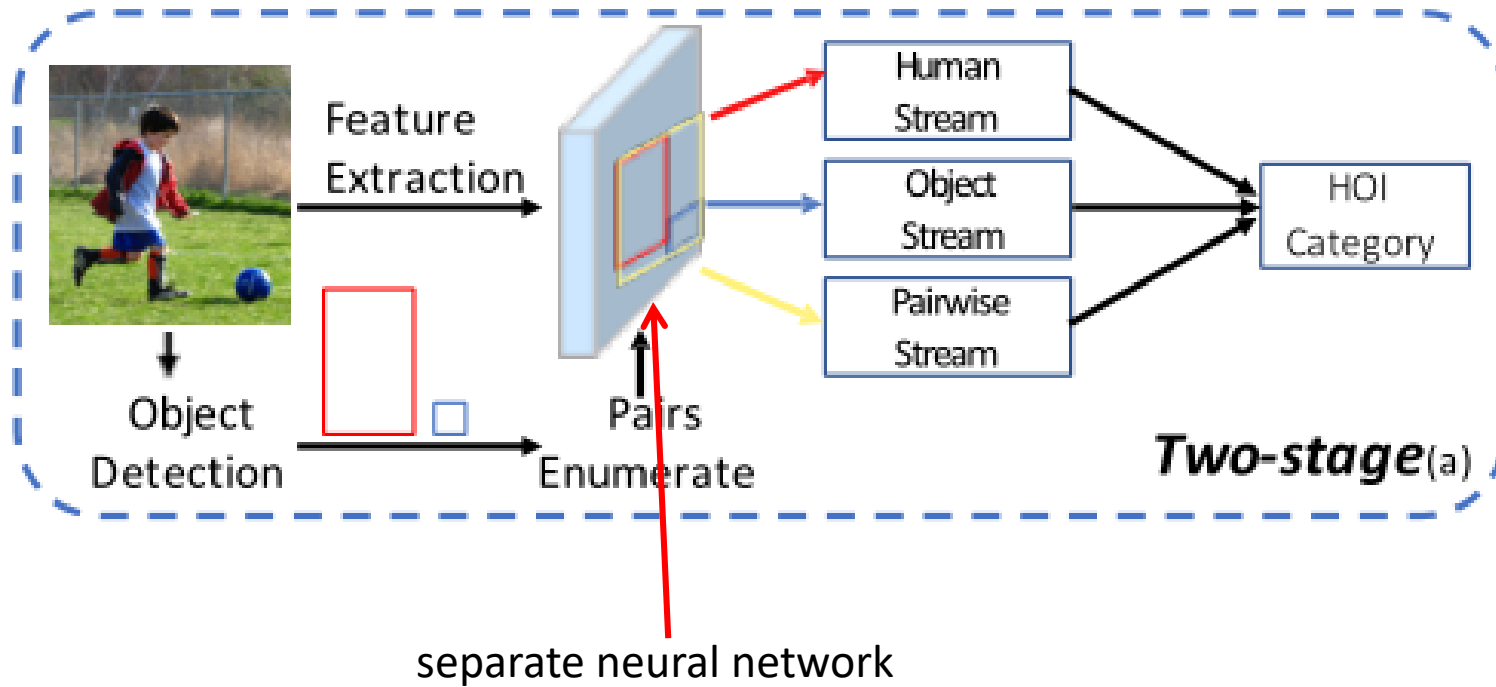 Feature
Extraction
Human
Stream
Object
Stream
Pairwise
Stream
HOI
Category
Object
Detection
Pairs
Enumerate
Two-stage(a)
separate neural network